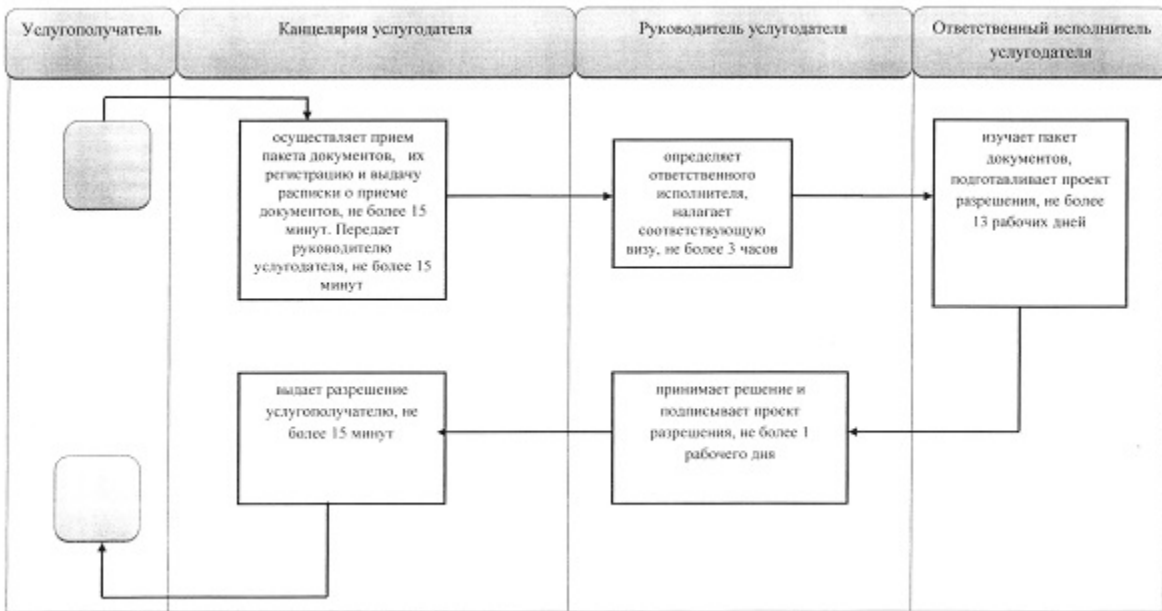 Услугополучатель
Канцелярия услугодателя
Руководитель услугодателя
Ответственный исполнитель
услугодателя
осуществляет прием
пакета документов, их
регистрацию и выдачу
расписки о приеме
документов, не более 15
минут. Передает
руководителю
услугодателя, не более 15
минут
определяет
ответственного
исполнителя,
налагает
соответствующую
визу, не более 3 часов
изучает пакет
документов,
подготавливает проект
разрешения, не более
13 рабочих дней
выдает разрешение
услугополучателю, не
более 15 минут
принимает решение и
подписывает проект
разрешения, не более 1
рабочего дня